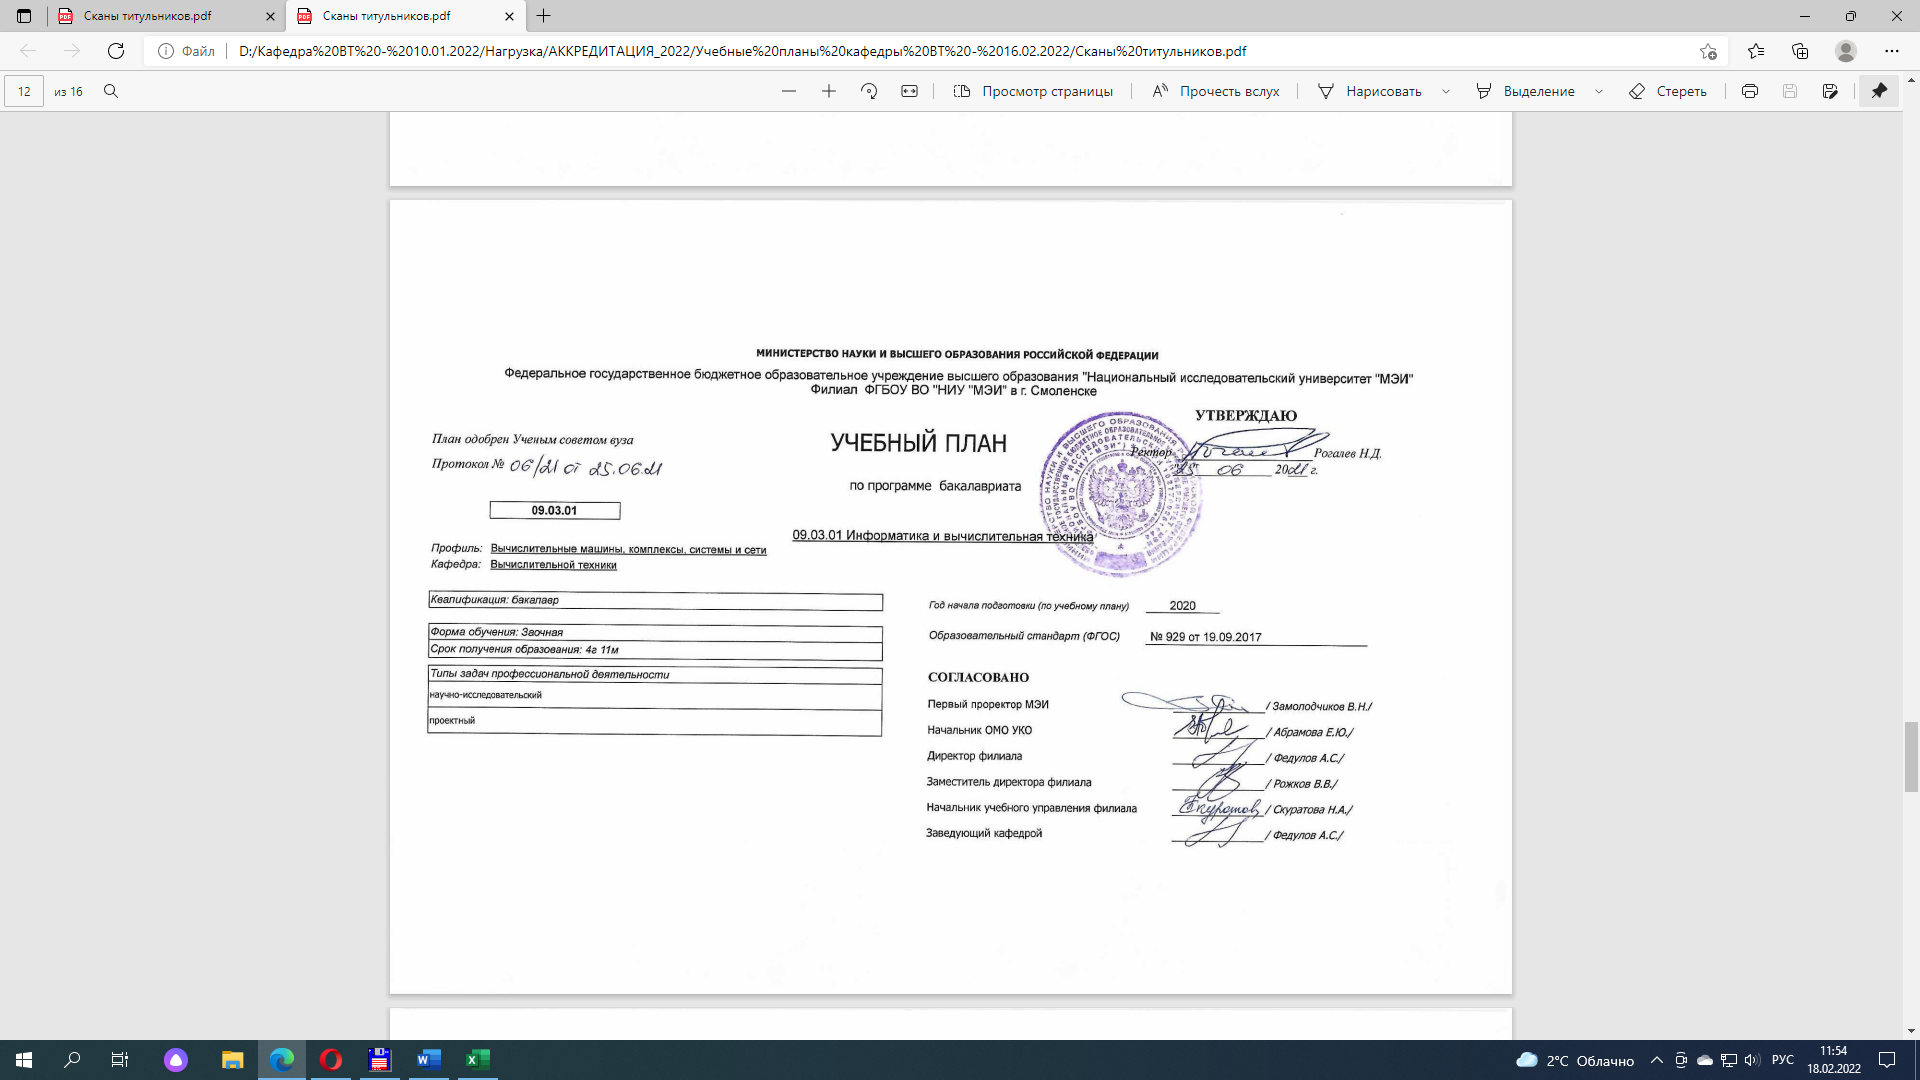 Сканы титульников.pdf
Сканы титульников.pdf
Файл
D:/Кафедра%20ВТ%20-%2010.01.2022/Нагрузка/АККРЕДИТАЦИЯ_2022/Учебные%20планы%20кафедры%20ВТ%20-%2016.02.2022/Сканы%20титульников.pdf
12 из 16
Просмотр страницы
Прочесть вслух
Нарисовать
Выделение
Стереть
МИНИСТЕРСТВО НАУКИ И ВЫСШЕГО ОБРАЗОВАНИЯ РОССИЙСКОЙ ФЕДЕРАЦИИ
Федеральное государственное бюджетное образовательное учреждение высшего образования "Национальный исследовательский университет "МЭИ"
Филиал ФГБОУ ВО "НИУ "МЭИ" в г. Смоленске
УТВЕРЖДАЮ
План одобрен Ученым советом вуза
Протокол № 06/21 от 25.06.21
УЧЕБНЫЙ ПЛАН
Ректор Рогалев Н.Д.
"25" 06 2021 г.
по программе бакалавриата
09.03.01
09.03.01 Информатика и вычислительная техника
Профиль: Вычислительные машины, комплексы, системы и сети
Кафедра: Вычислительной техники
Квалификация: бакалавр
Год начала подготовки (по учебному плану) 2020
Форма обучения: Заочная
Срок получения образования: 4г 11м
Образовательный стандарт (ФГОС) № 929 от 19.09.2017
Типы задач профессиональной деятельности
научно-исследовательский
проектный
СОГЛАСОВАНО
Первый проректор МЭИ / Замолодчиков В.Н./
Начальник ОМО УКО / Абрамова Е.Ю./
Директор филиала / Федулов А.С./
Заместитель директора филиала / Рожков В.В./
Начальник учебного управления филиала / Скуратова Н.А./
Заведующий кафедрой / Федулов А.С./
2°C Облачно
РУС
11:54
18.02.2022